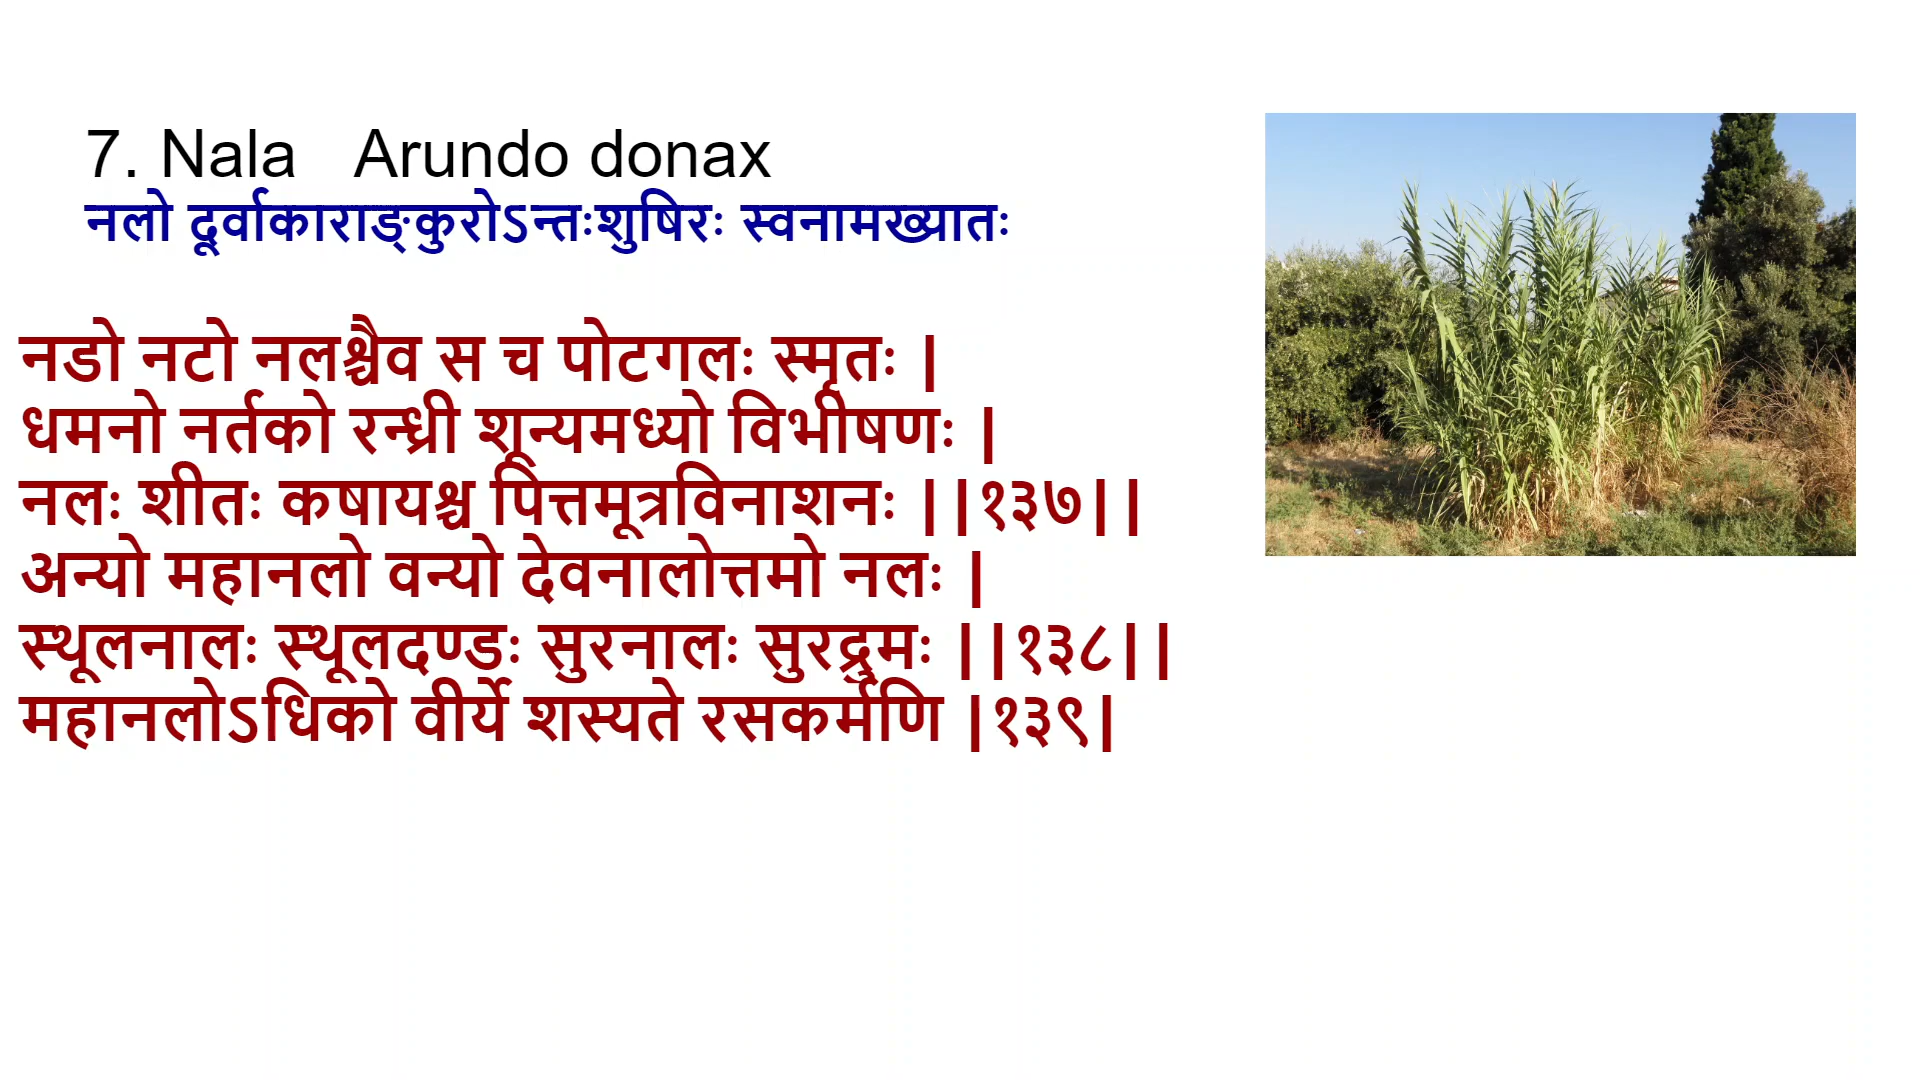 7. Nala Arundo donax
नलो दूर्वाकाराङ्कुरोऽन्तःशुषिरः स्वनामख्यातः
नडो नटो नलश्चैव स च पोटगलः स्मृतः |
धमनो नर्तको रन्ध्री शून्यमध्यो विभीषणः |
नलः शीतः कषायश्च पित्तमूत्रविनाशनः ||१३७||
अन्यो महानलो वन्यो देवनालोत्तमो नलः |
स्थूलनालः स्थूलदण्डः सुरनालः सुरद्रुमः ||१३८||
महानलोऽधिको वीर्ये शस्यते रसकर्मणि |१३९|